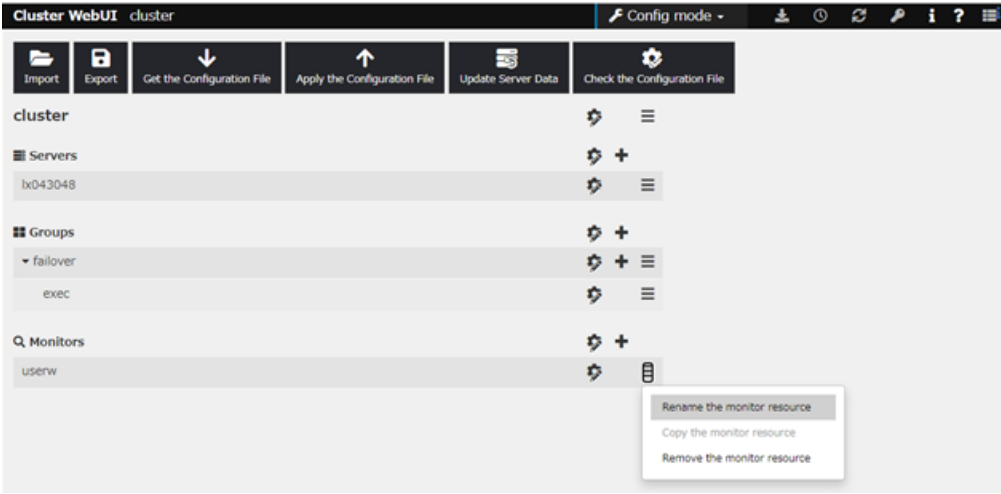 Cluster WebUI cluster Config mode
Import Export Get the Configuration File Apply the Configuration File Update Server Data Check the Configuration File
cluster
Servers
lx043048
Groups
failover
exec
Monitors
userw
Rename the monitor resource
Copy the monitor resource
Remove the monitor resource